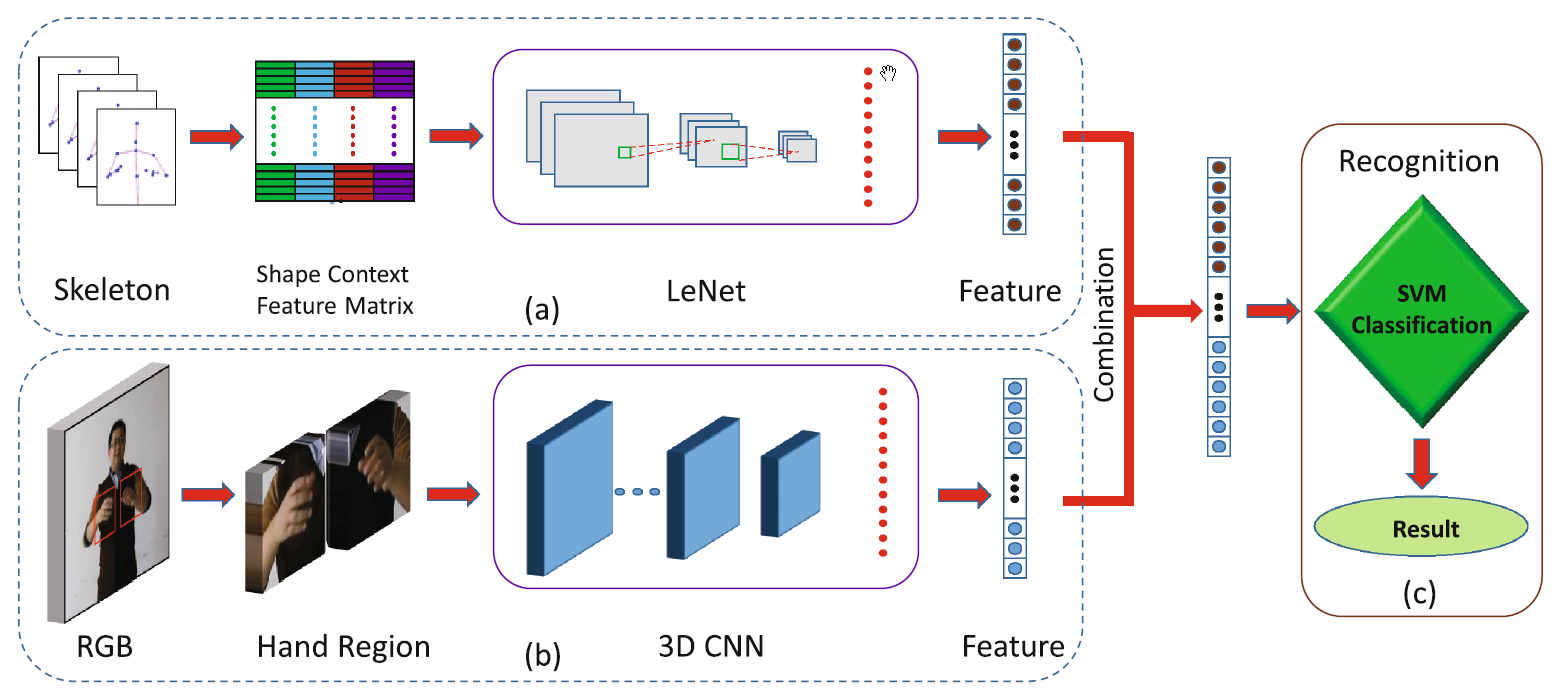 Skeleton
Shape Context
Feature Matrix
(a)
LeNet
Feature
Combination
Recognition
SVM
Classification
Result
(c)
RGB
Hand Region
(b)
3D CNN
Feature